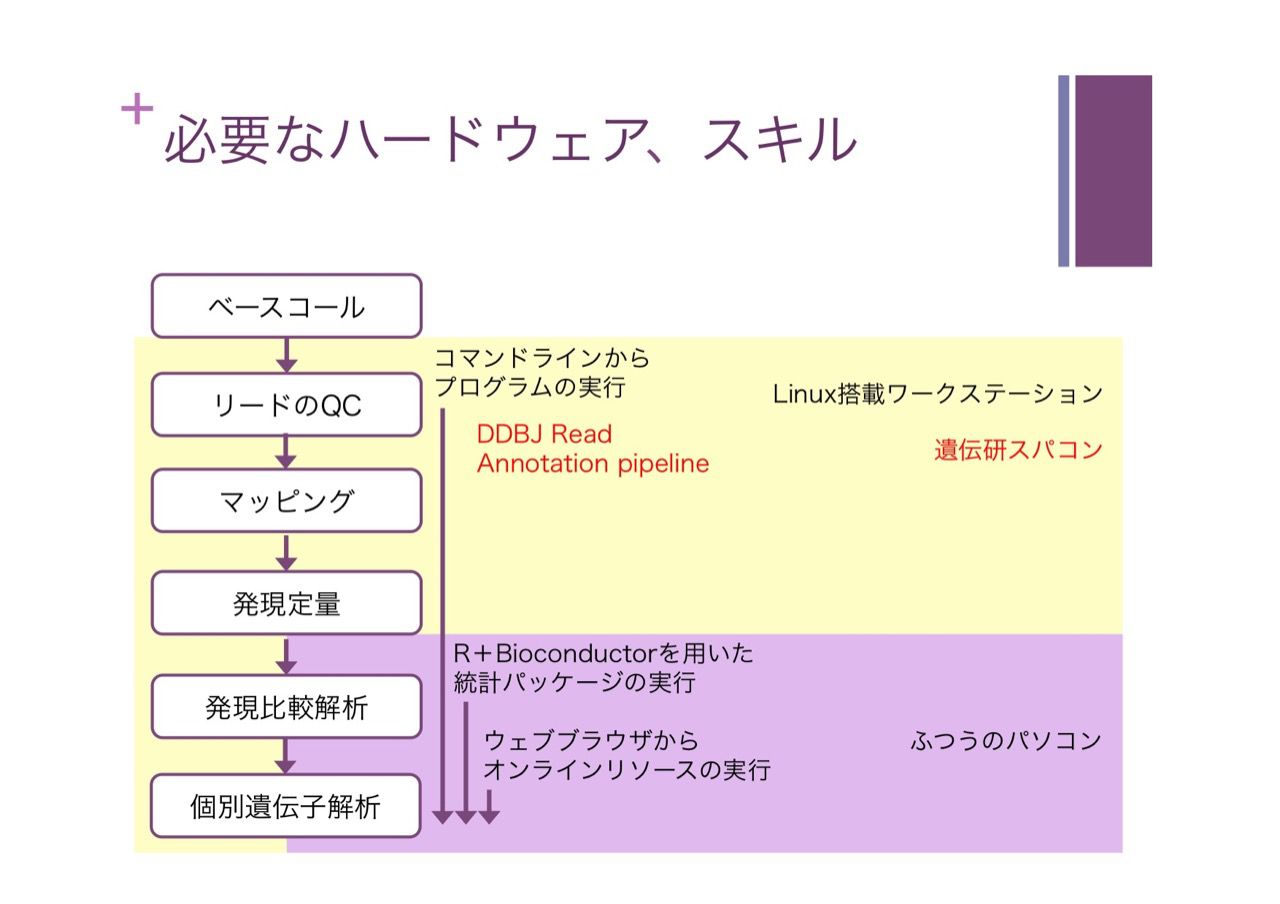 +
必要なハードウェア、スキル
ベースコール
リードのQC
マッピング
発現定量
発現比較解析
個別遺伝子解析
コマンドラインから
プログラムの実行
DDBJ Read
Annotation pipeline
Linux搭載ワークステーション
遺伝研スパコン
R＋Bioconductorを用いた
統計パッケージの実行
ウェブブラウザから
オンラインリソースの実行
ふつうのパソコン